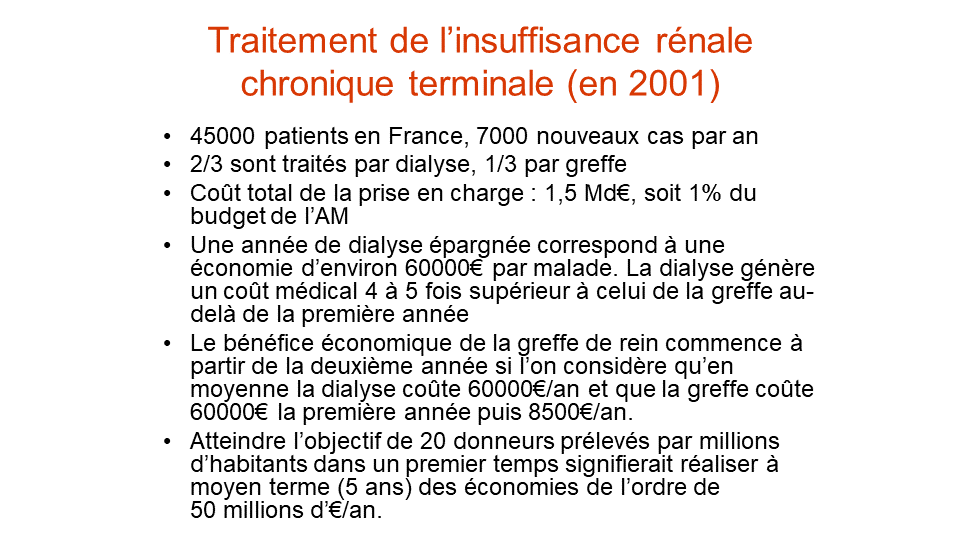 Traitement de l’insuffisance rénale
chronique terminale (en 2001)
• 45000 patients en France, 7000 nouveaux cas par an
• 2/3 sont traités par dialyse, 1/3 par greffe
• Coût total de la prise en charge : 1,5 Md€, soit 1% du
budget de l’AM
• Une année de dialyse épargnée correspond à une
économie d’environ 60000€ par malade. La dialyse génère
un coût médical 4 à 5 fois supérieur à celui de la greffe au-
delà de la première année
• Le bénéfice économique de la greffe de rein commence à
partir de la deuxième année si l’on considère qu’en
moyenne la dialyse coûte 60000€/an et que la greffe coûte
60000€ la première année puis 8500€/an.
• Atteindre l’objectif de 20 donneurs prélevés par millions
d’habitants dans un premier temps signifierait réaliser à
moyen terme (5 ans) des économies de l’ordre de
50 millions d’€/an.